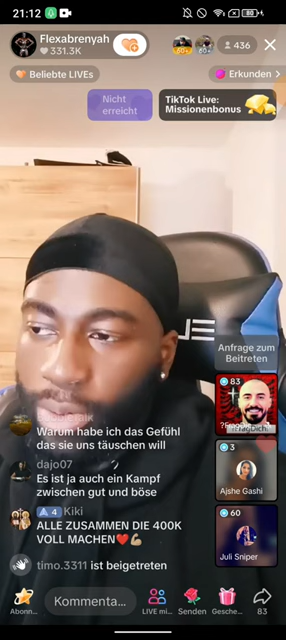 21:12
80
Flexabrenyah
331.3K
436
Beliebte LIVEs
Erkunden >
Nicht erreicht
TikTok Live:
Missionenbonus
Anfrage zum
Beitreten
83
Warum habe ich das Gefühl
das sie uns täuschen will
dajo07
Es ist ja auch ein Kampf
zwischen gut und böse
3
Ajshe Gashi
4 Kiki
ALLE ZUSAMMEN DIE 400K
VOLL MACHEN❤️💪🏼
60
Juli Sniper
timo.3311 ist beigetreten
Kommenta...
Abonn...
LIVE mi...
Senden
Gesche...
83